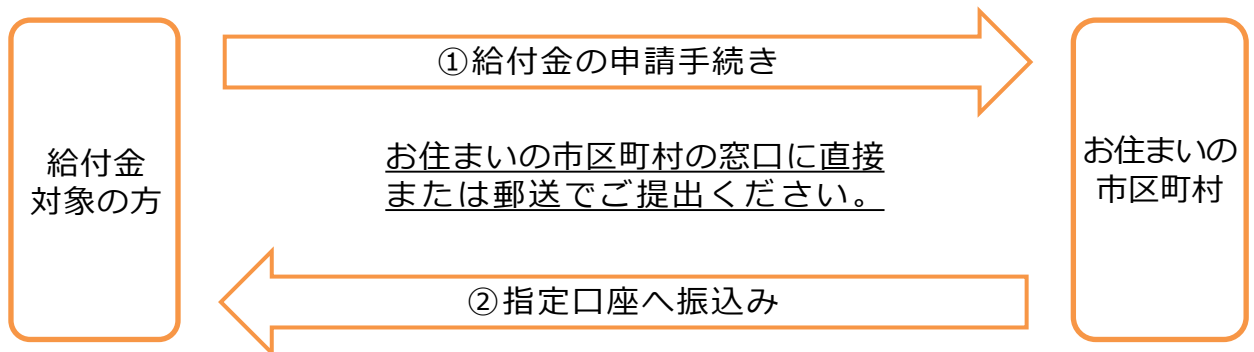 ①給付金の申請手続き
給付金
対象の方
お住まいの市区町村の窓口に直接
または郵送でご提出ください。
お住まいの
市区町村
②指定口座へ振込み